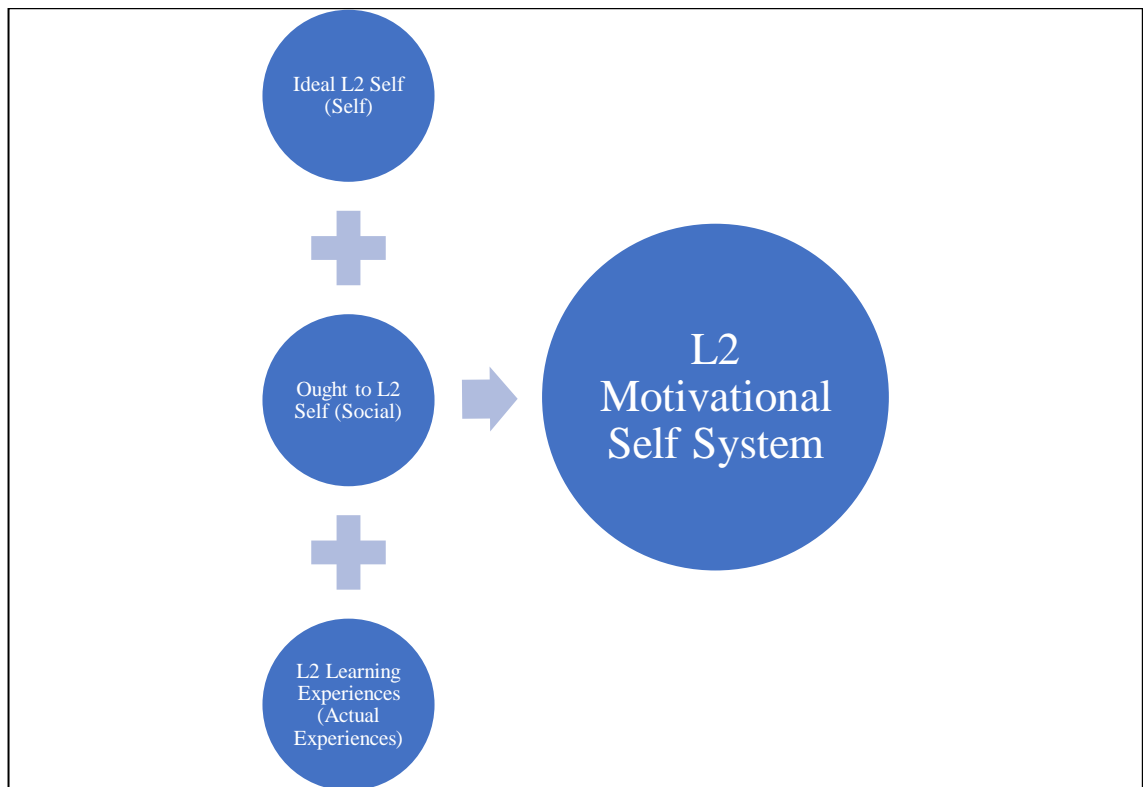 Ideal L2 Self
(Self)
Ought to L2
Self (Social)
L2 Learning
Experiences
(Actual
Experiences)
L2
Motivational
Self System